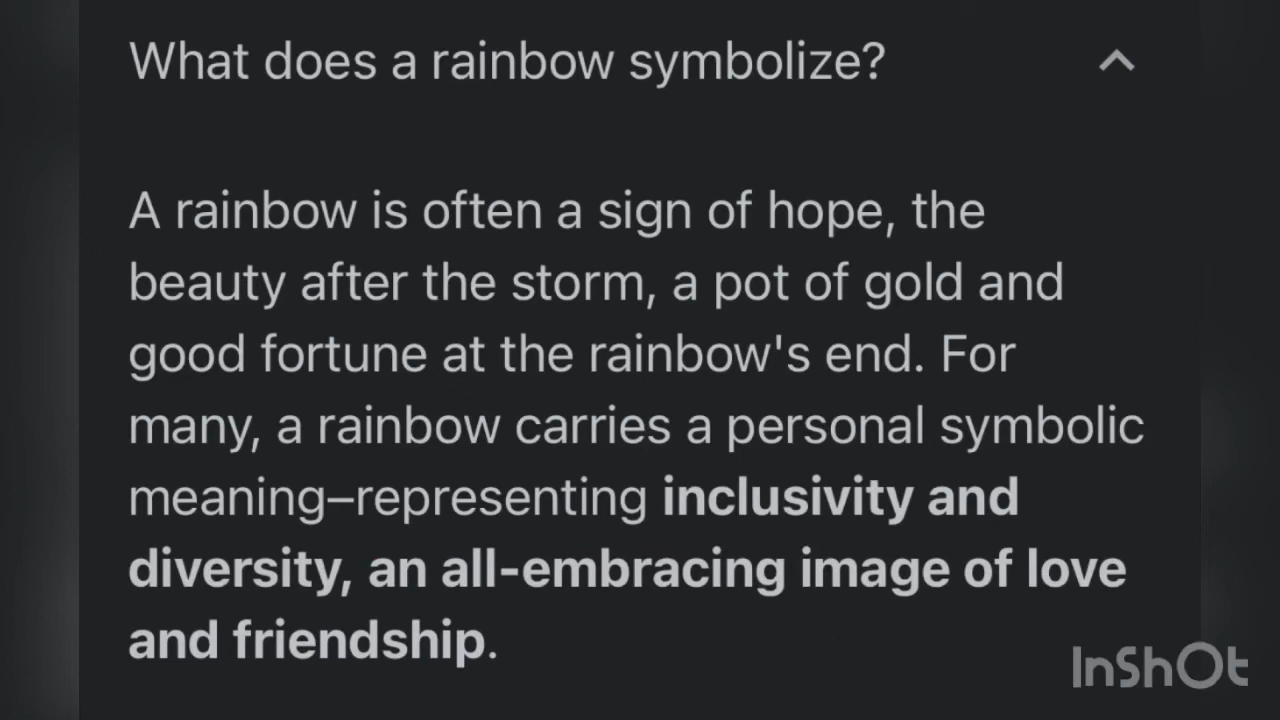 What does a rainbow symbolize?
A rainbow is often a sign of hope, the
beauty after the storm, a pot of gold and
good fortune at the rainbow's end. For
many, a rainbow carries a personal symbolic
meaning–representing inclusivity and
diversity, an all-embracing image of love
and friendship.
InShOt